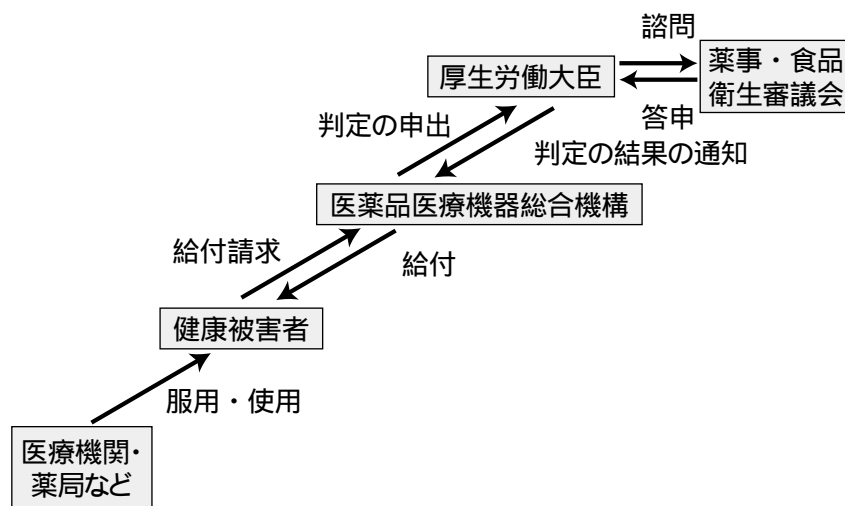 諮問
厚生労働大臣
薬事・食品
衛生審議会
答申
判定の申出
判定の結果の通知
医薬品医療機器総合機構
給付請求
給付
健康被害者
服用・使用
医療機関・
薬局など